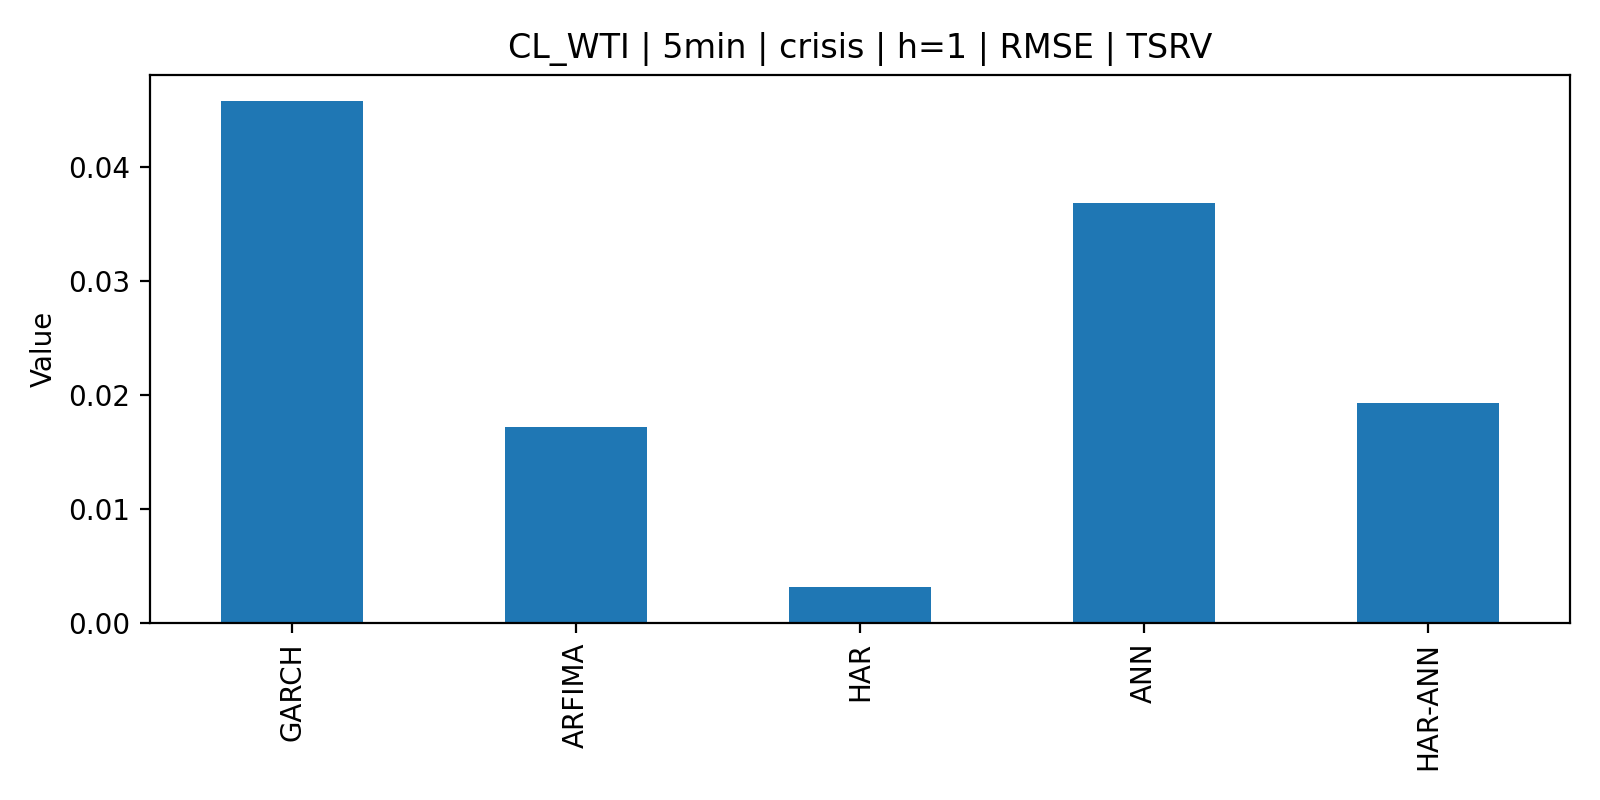 CL_WTI | 5min | crisis | h=1 | RMSE | TSRV
Value
0.04
0.03
0.02
0.01
0.00
GARCH
ARFIMA
HAR
ANN
HAR-ANN